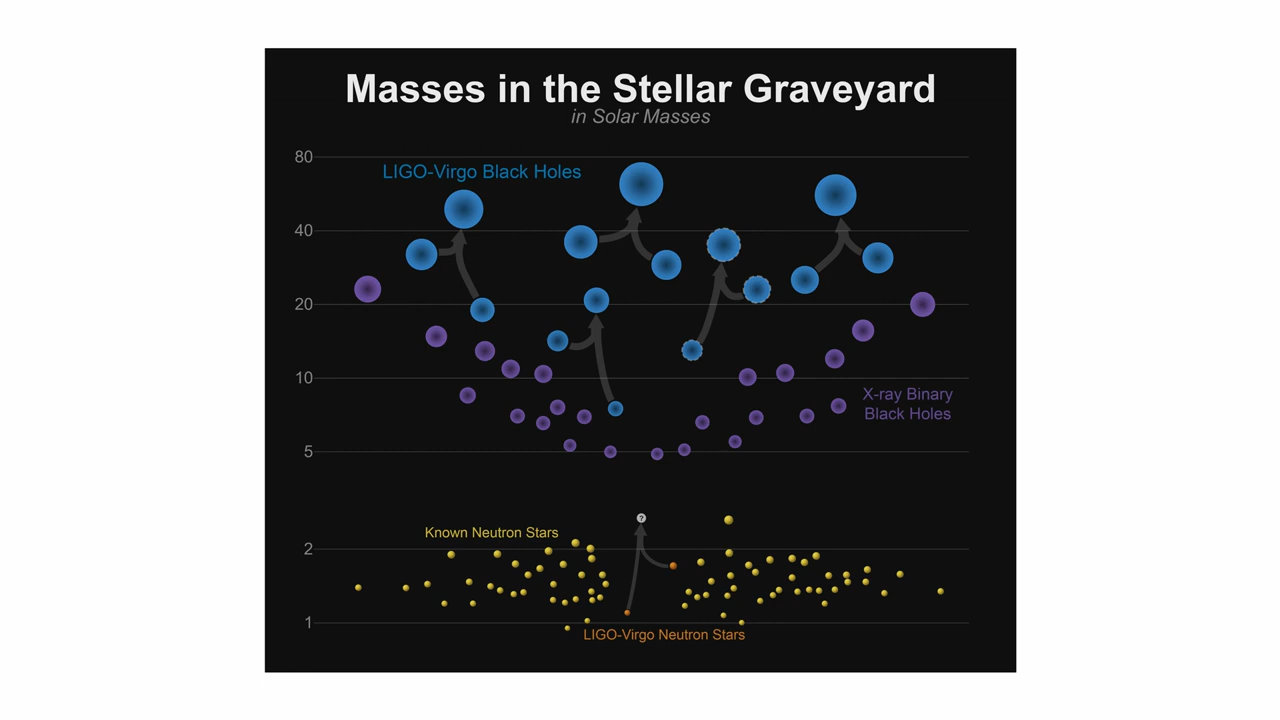 Masses in the Stellar Graveyard
in Solar Masses
80
LIGO-Virgo Black Holes
40
20
10
X-ray Binary
Black Holes
5
?
Known Neutron Stars
2
1
LIGO-Virgo Neutron Stars